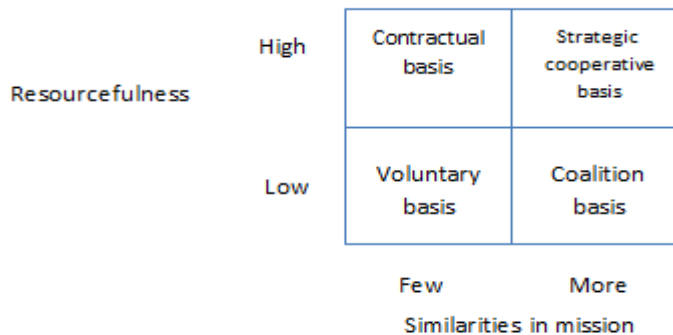 High
Contractual
basis
Strategic
cooperative
basis
Resourcefulness
Low
Voluntary
basis
Coalition
basis
Few
More
Similarities in mission